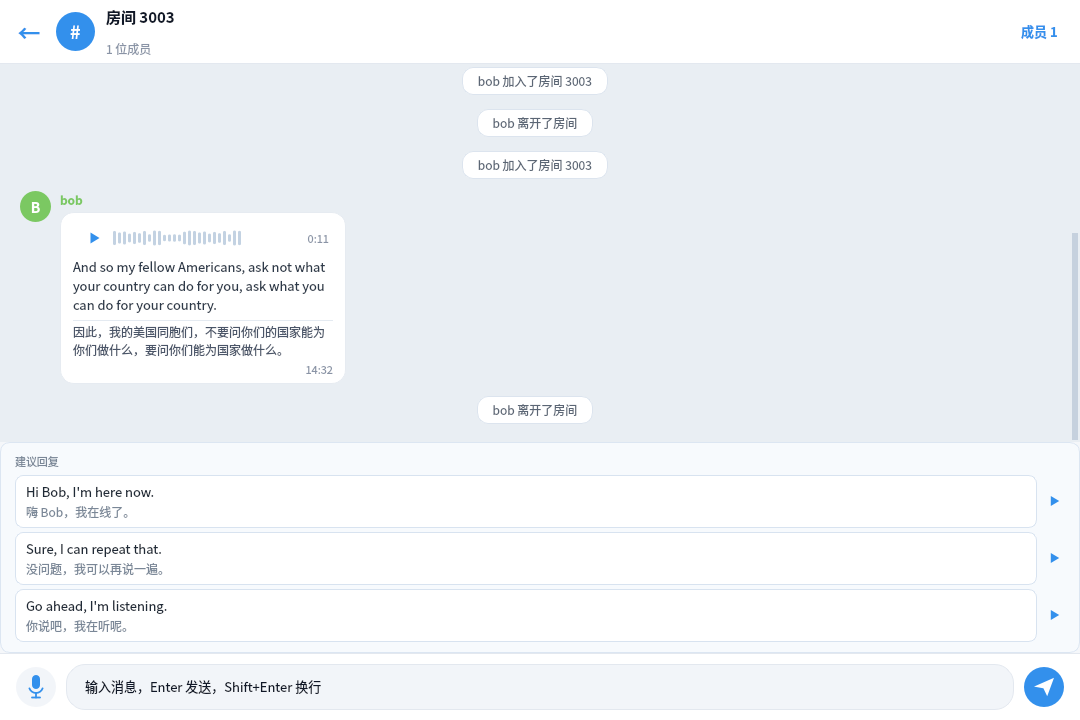 ←
#
房间 3003
1 位成员
成员 1
bob 加入了房间 3003
bob 离开了房间
bob 加入了房间 3003
B
bob
0:11
And so my fellow Americans, ask not what
your country can do for you, ask what you
can do for your country.
因此，我的美国同胞们，不要问你们的国家能为
你们做什么，要问你们能为国家做什么。
14:32
bob 离开了房间
建议回复
Hi Bob, I'm here now.
嗨 Bob，我在线了。
Sure, I can repeat that.
没问题，我可以再说一遍。
Go ahead, I'm listening.
你说吧，我在听呢。
输入消息，Enter 发送，Shift+Enter 换行